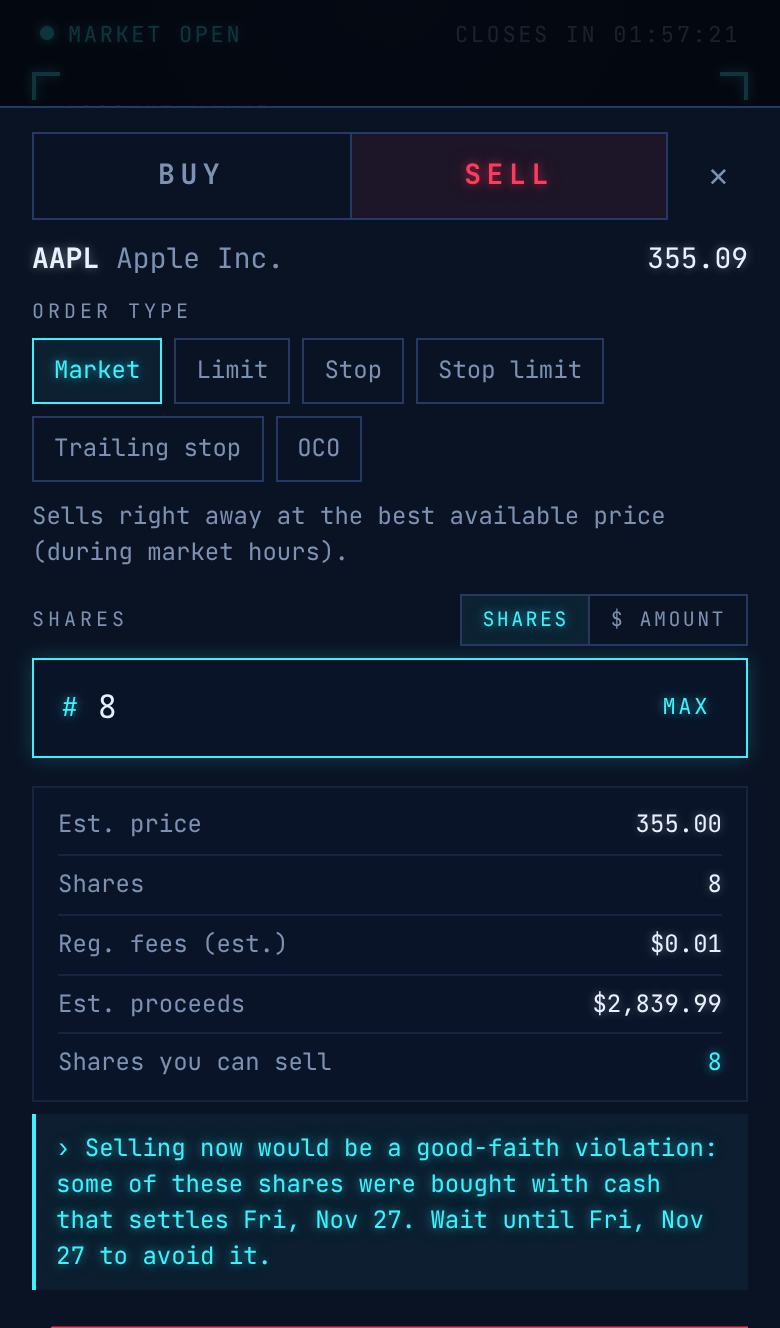 MARKET OPEN CLOSES IN 01:57:21
BUY SELL ×
AAPL Apple Inc. 355.09
ORDER TYPE
Market Limit Stop Stop limit
Trailing stop OCO
Sells right away at the best available price
(during market hours).
SHARES SHARES $ AMOUNT
# 8 MAX
Est. price 355.00
Shares 8
Reg. fees (est.) $0.01
Est. proceeds $2,839.99
Shares you can sell 8
› Selling now would be a good-faith violation:
some of these shares were bought with cash
that settles Fri, Nov 27. Wait until Fri, Nov
27 to avoid it.